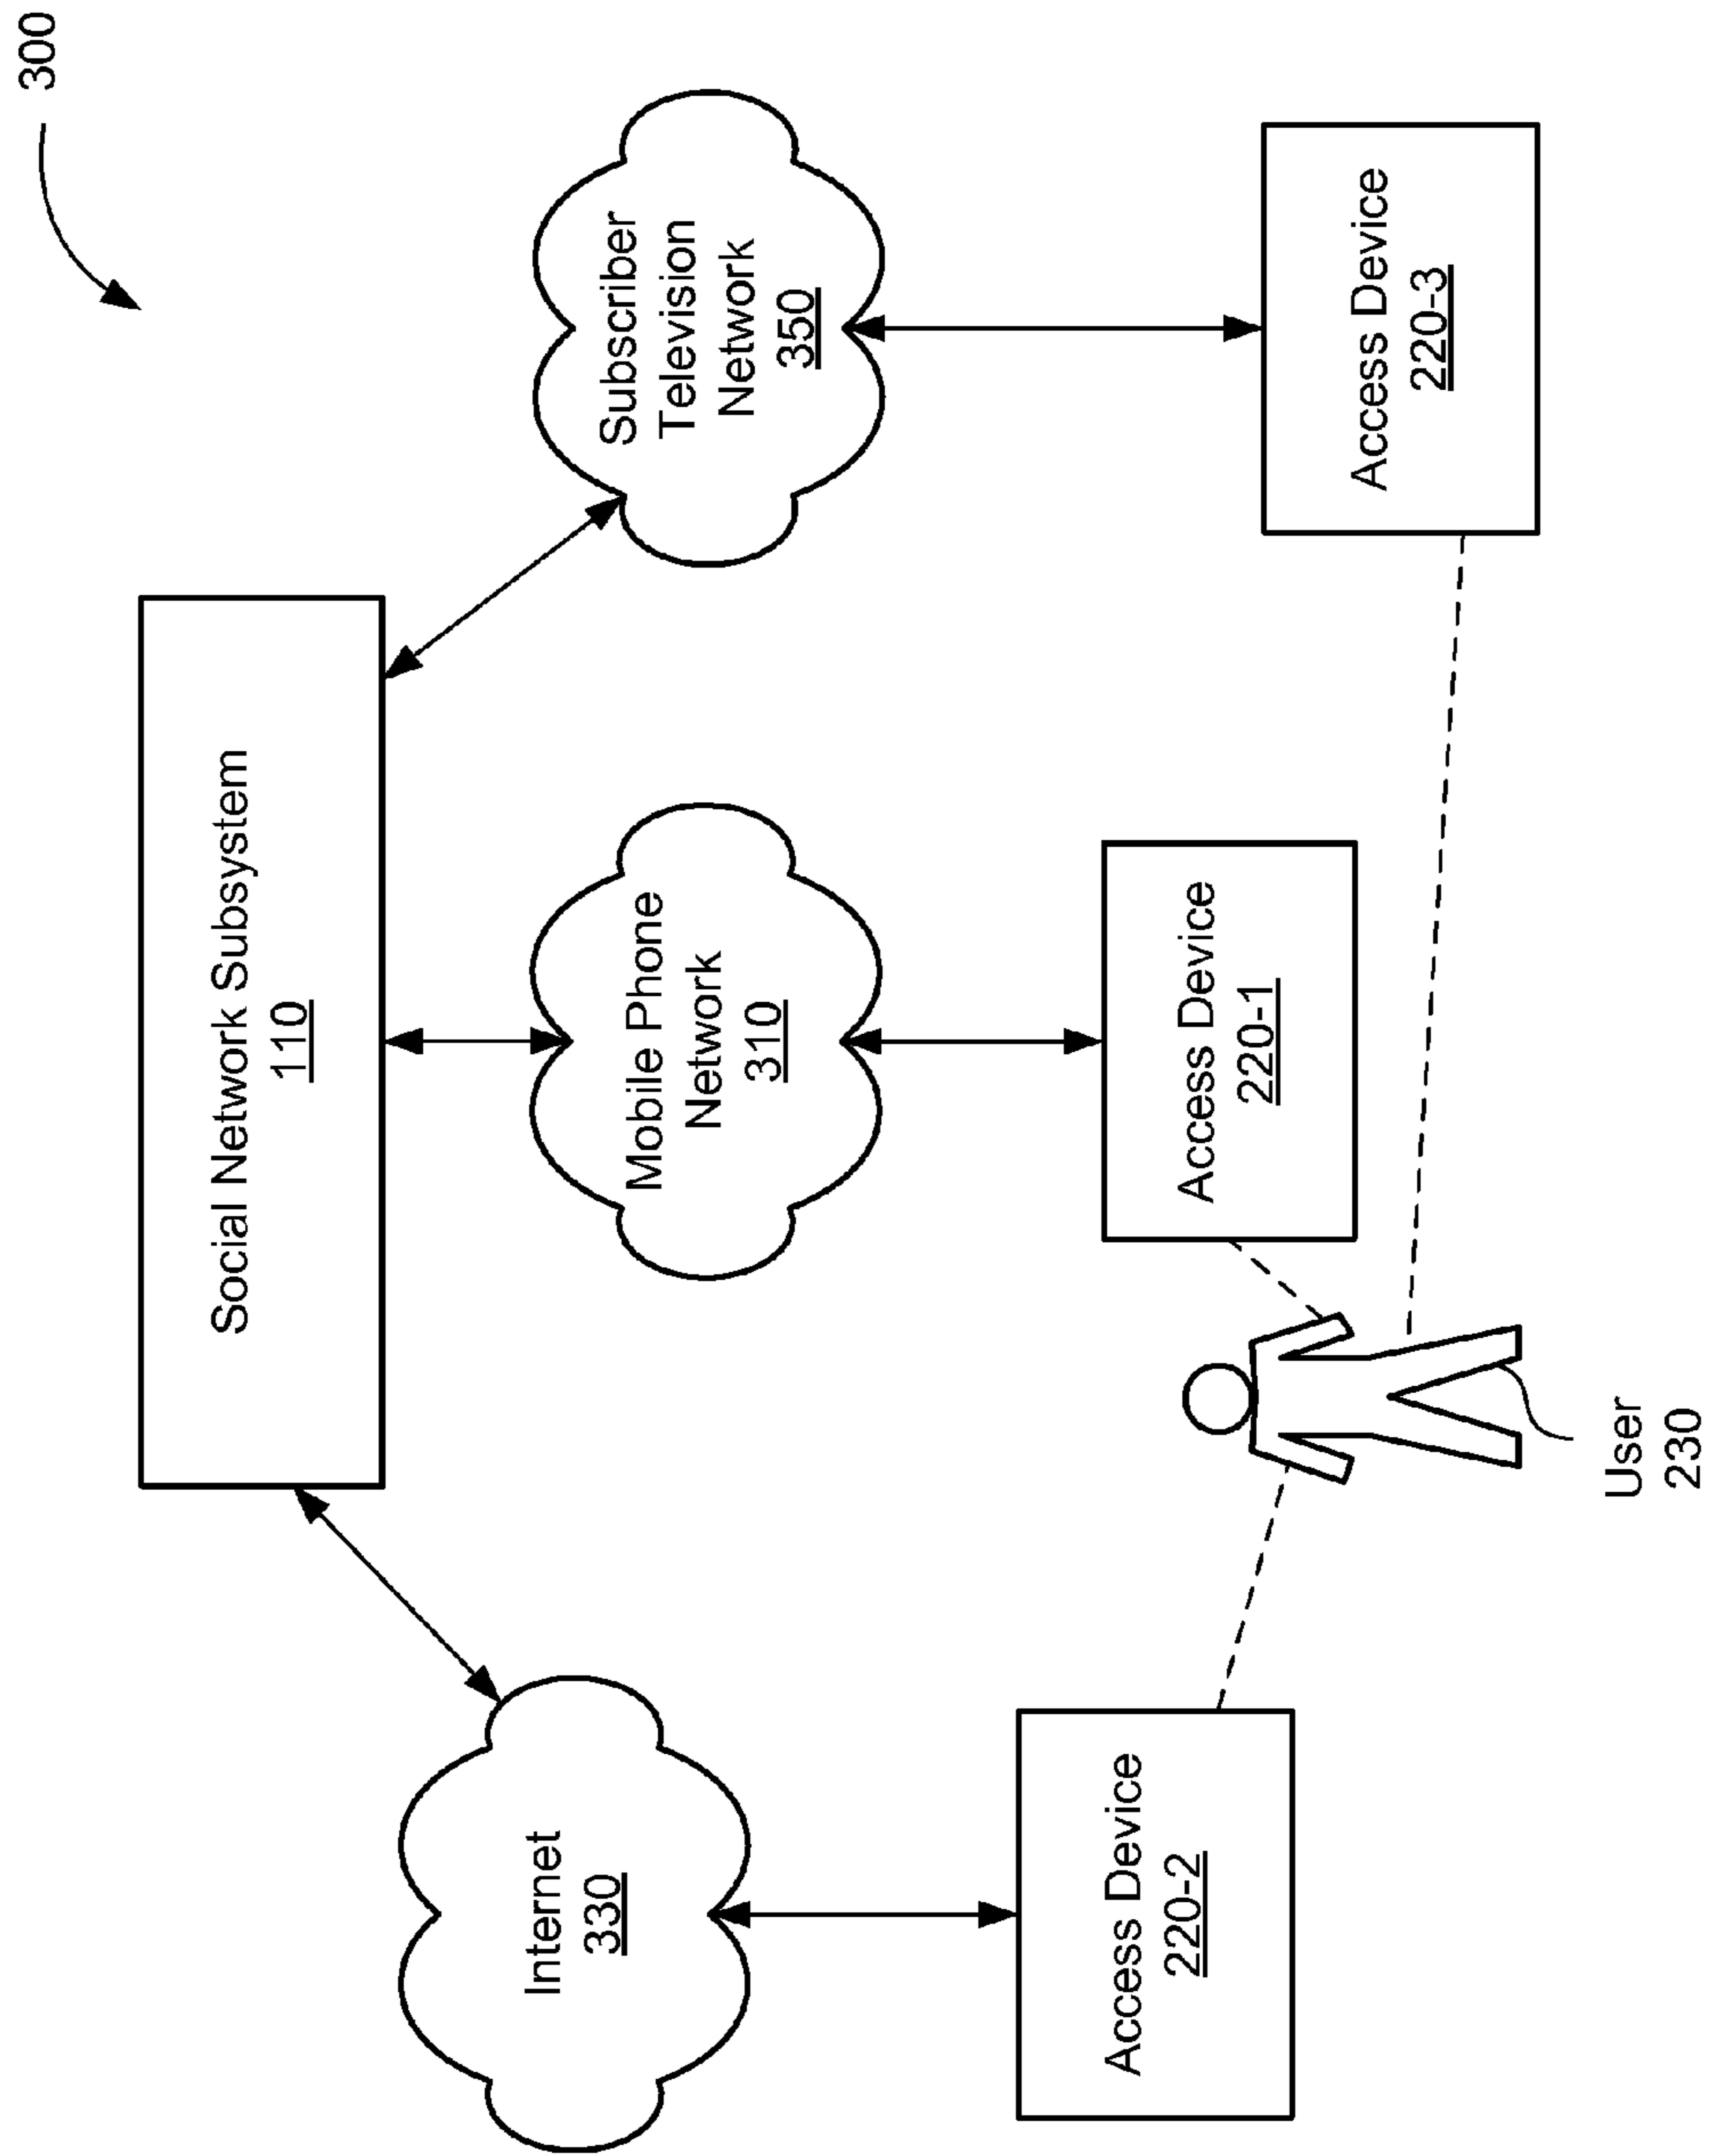 300
Social Network Subsystem
110
Internet
330
Mobile Phone
Network
310
Subscriber
Television
Network
350
Access Device
220-2
Access Device
220-1
Access Device
220-3
User
230